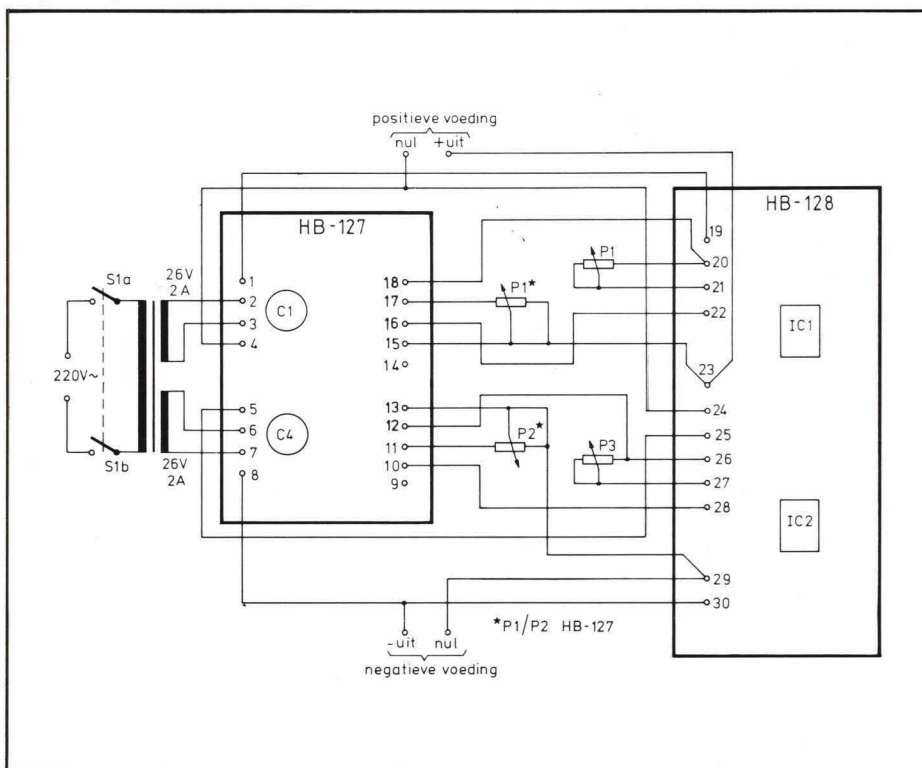 positieve voeding
nul +uit
HB-127
HB-128
S1a
26V
2A
220V~
S1b
26V
2A
1
2
3
4
5
6
7
8
C1
C4
18
17
16
15
14
13
12
11
10
9
P1*
P2*
P1
P3
19
20
21
22
23
24
25
26
27
28
29
30
IC1
IC2
*P1/P2 HB-127
-uit nul
negatieve voeding